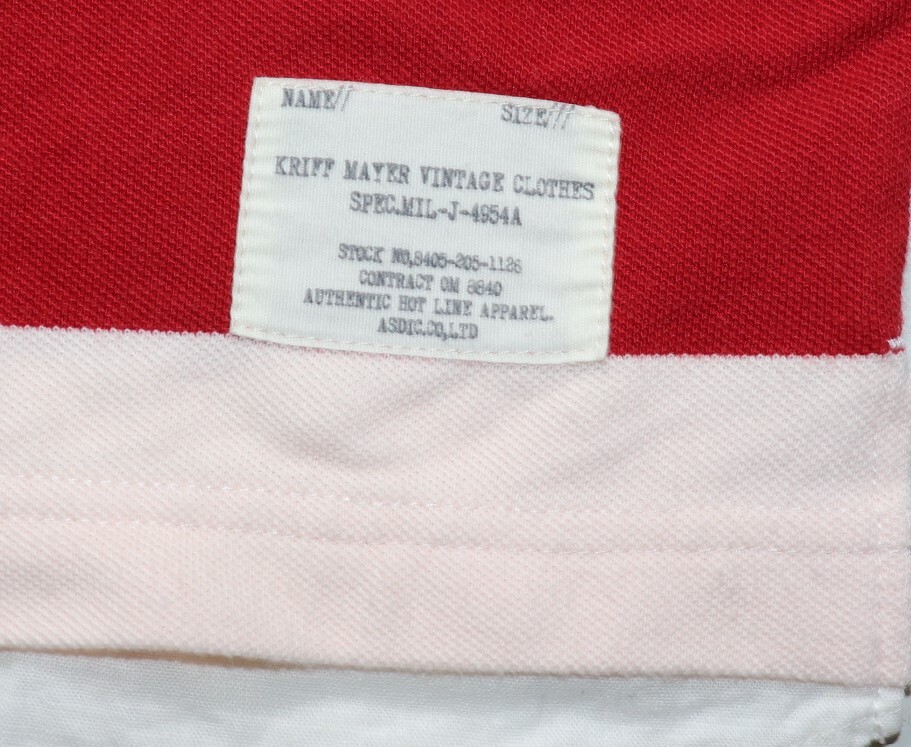 NAME//
SIZE///
KRIFF MAYER VINTAGE CLOTHES
SPEC.MIL-J-4954A
STOCK NO,8405-205-1126
CONTRACT OM 8840
AUTHENTIC HOT LINE APPAREL.
ASDIC.CO,LTD